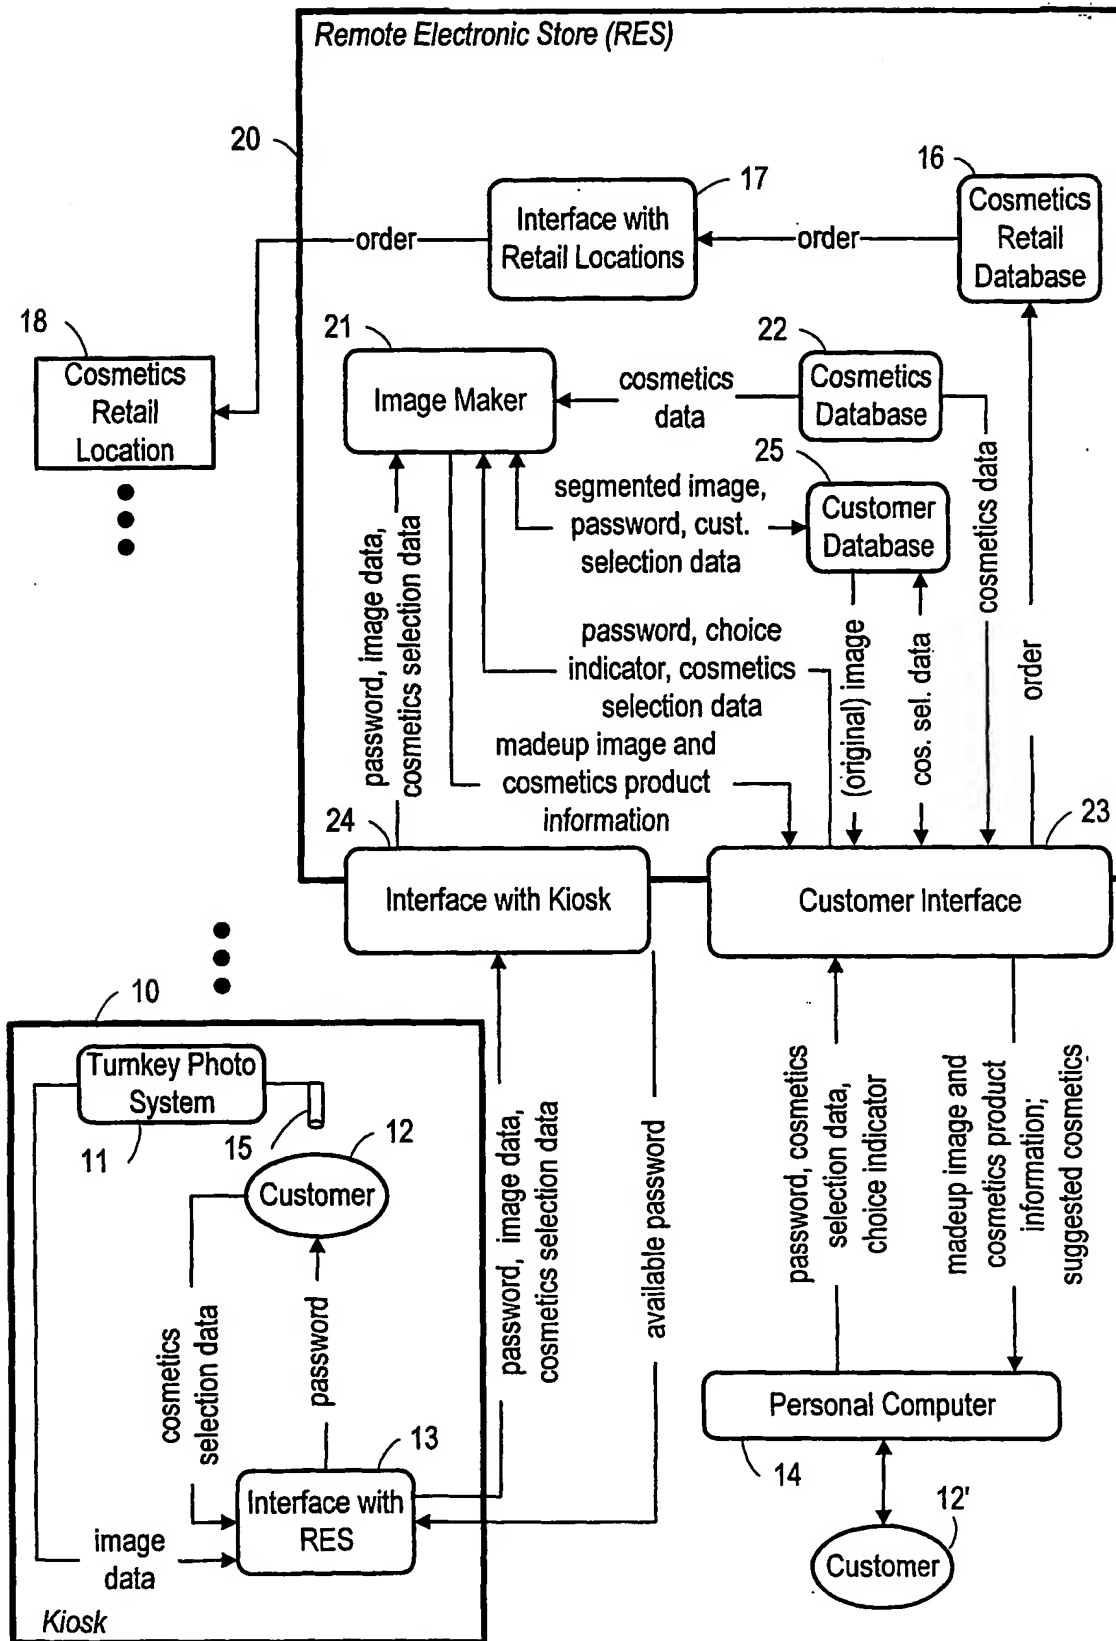 Remote Electronic Store (RES)
20
17
16
Interface with
Retail Locations
Cosmetics
Retail
Database
order
order
18
Cosmetics
Retail
Location
21
Image Maker
22
Cosmetics
Database
cosmetics
data
25
Customer
Database
segmented image,
password, cust.
selection data
password, image data,
cosmetics selection data
password, choice
indicator, cosmetics
selection data
madeup image and
cosmetics product
information
(original) image
cos. sel. data
cosmetics data
order
24
Interface with Kiosk
23
Customer Interface
10
Turnkey Photo
System
11
15
12
Customer
cosmetics
selection data
password
13
Interface with
RES
image
data
Kiosk
password, image data,
cosmetics selection data
available password
password, cosmetics
selection data,
choice indicator
madeup image and
cosmetics product
information;
suggested cosmetics
Personal Computer
14
12'
Customer